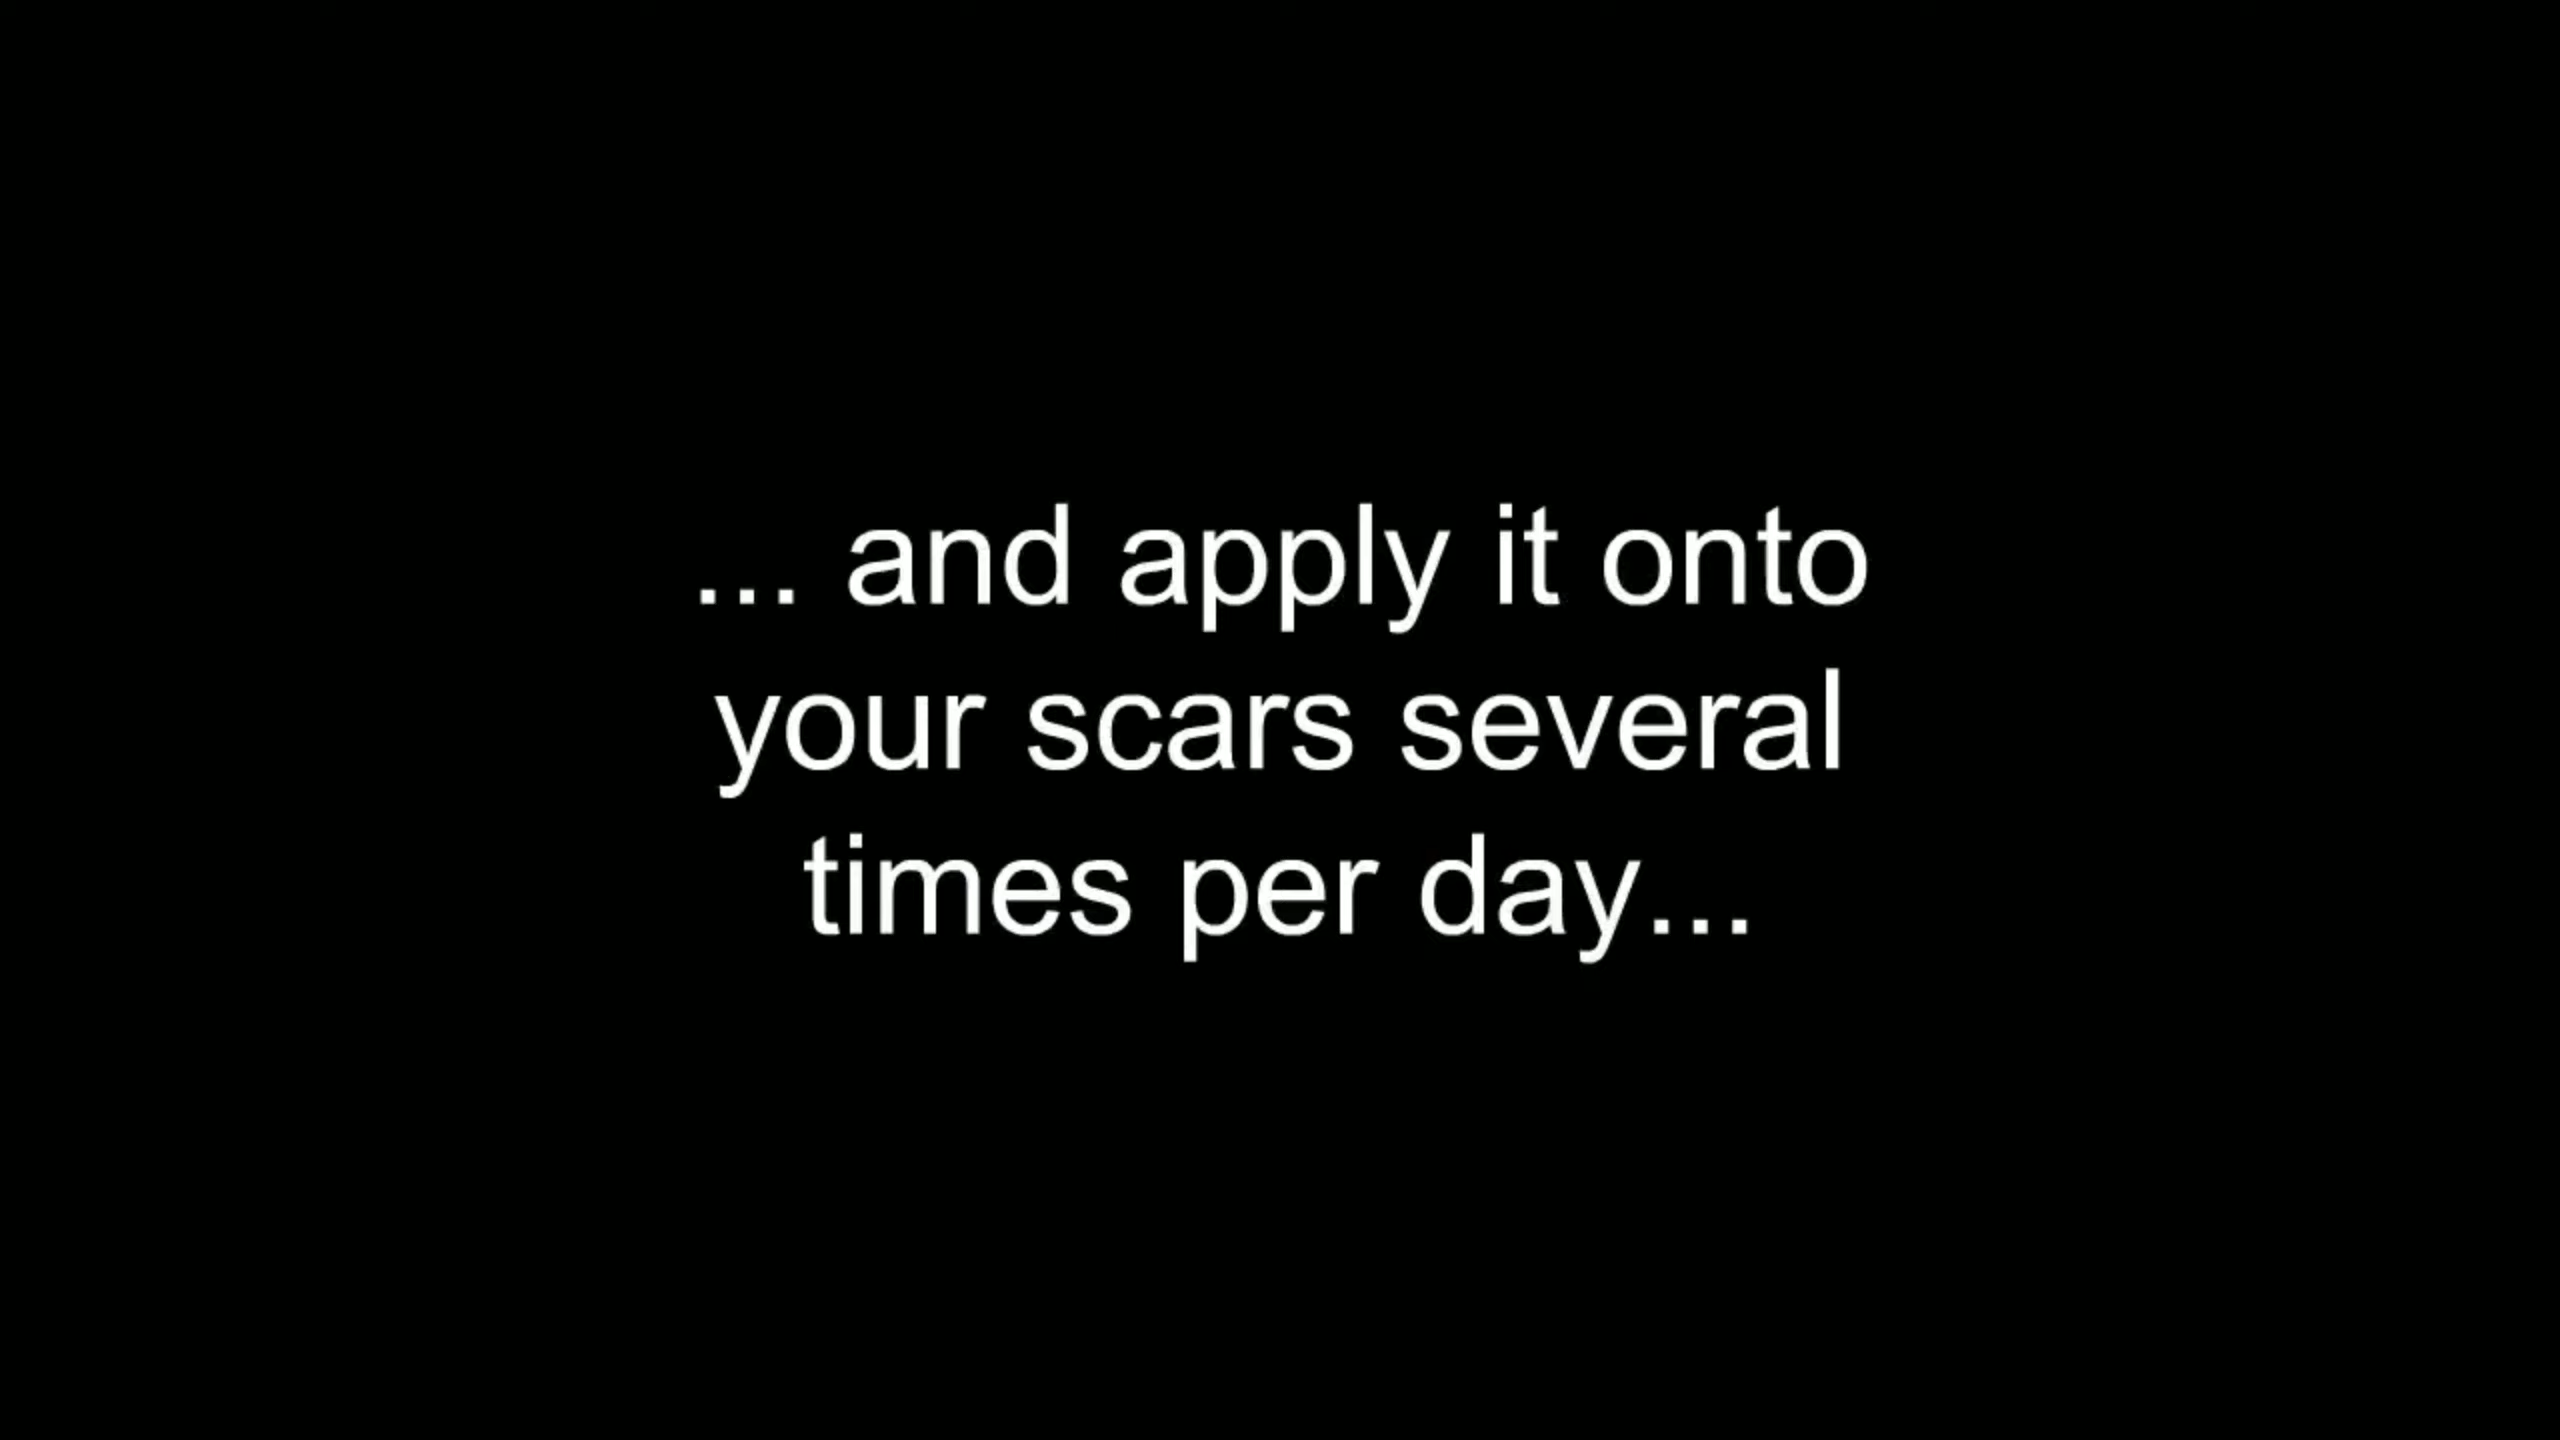 ... and apply it onto
your scars several
times per day...